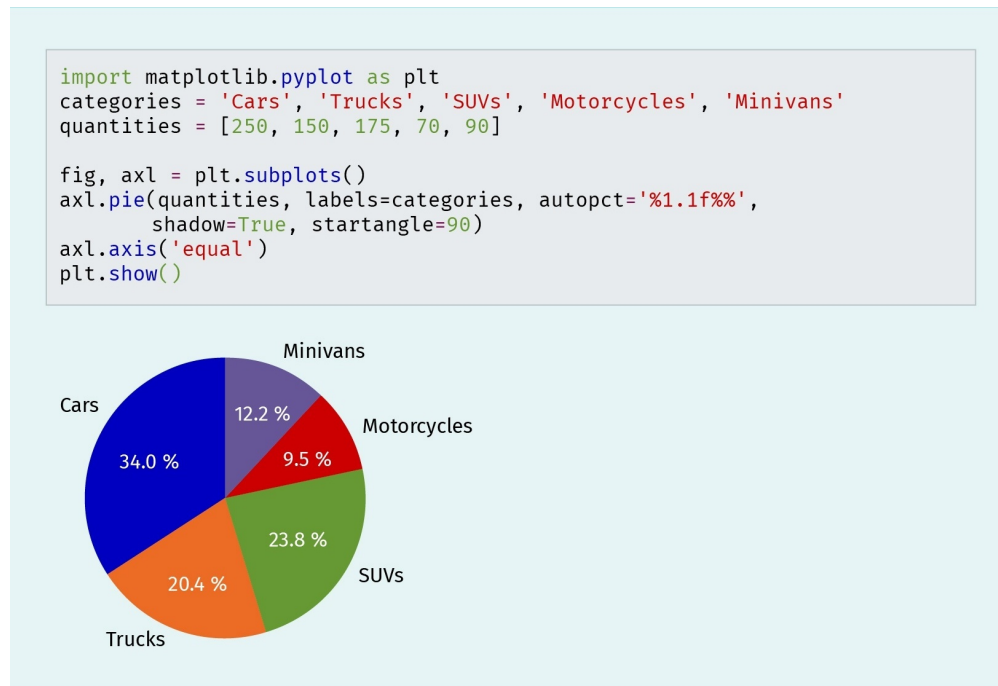 import matplotlib.pyplot as plt
categories = 'Cars', 'Trucks', 'SUVs', 'Motorcycles', 'Minivans'
quantities = [250, 150, 175, 70, 90]

fig, axl = plt.subplots()
axl.pie(quantities, labels=categories, autopct='%1.1f%%',
        shadow=True, startangle=90)
axl.axis('equal')
plt.show()
Minivans
Cars
12.2 %
Motorcycles
34.0 %
9.5 %
23.8 %
SUVs
20.4 %
Trucks